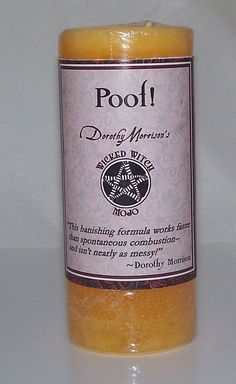 Poof!
Dorothy Morrison's
WICKED WITCH
MOJO
"This banishing formula works faster
than spontaneous combustion–
and isn't nearly as messy!"
~Dorothy Morrison